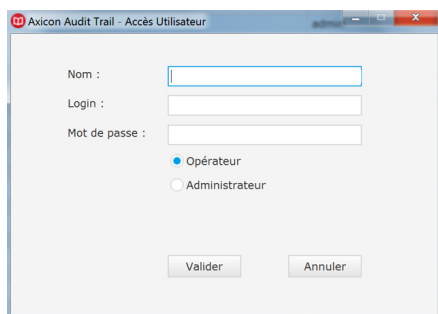 Axicon Audit Trail - Accès Utilisateur
Nom :
Login :
Mot de passe :
Opérateur
Administrateur
Valider
Annuler